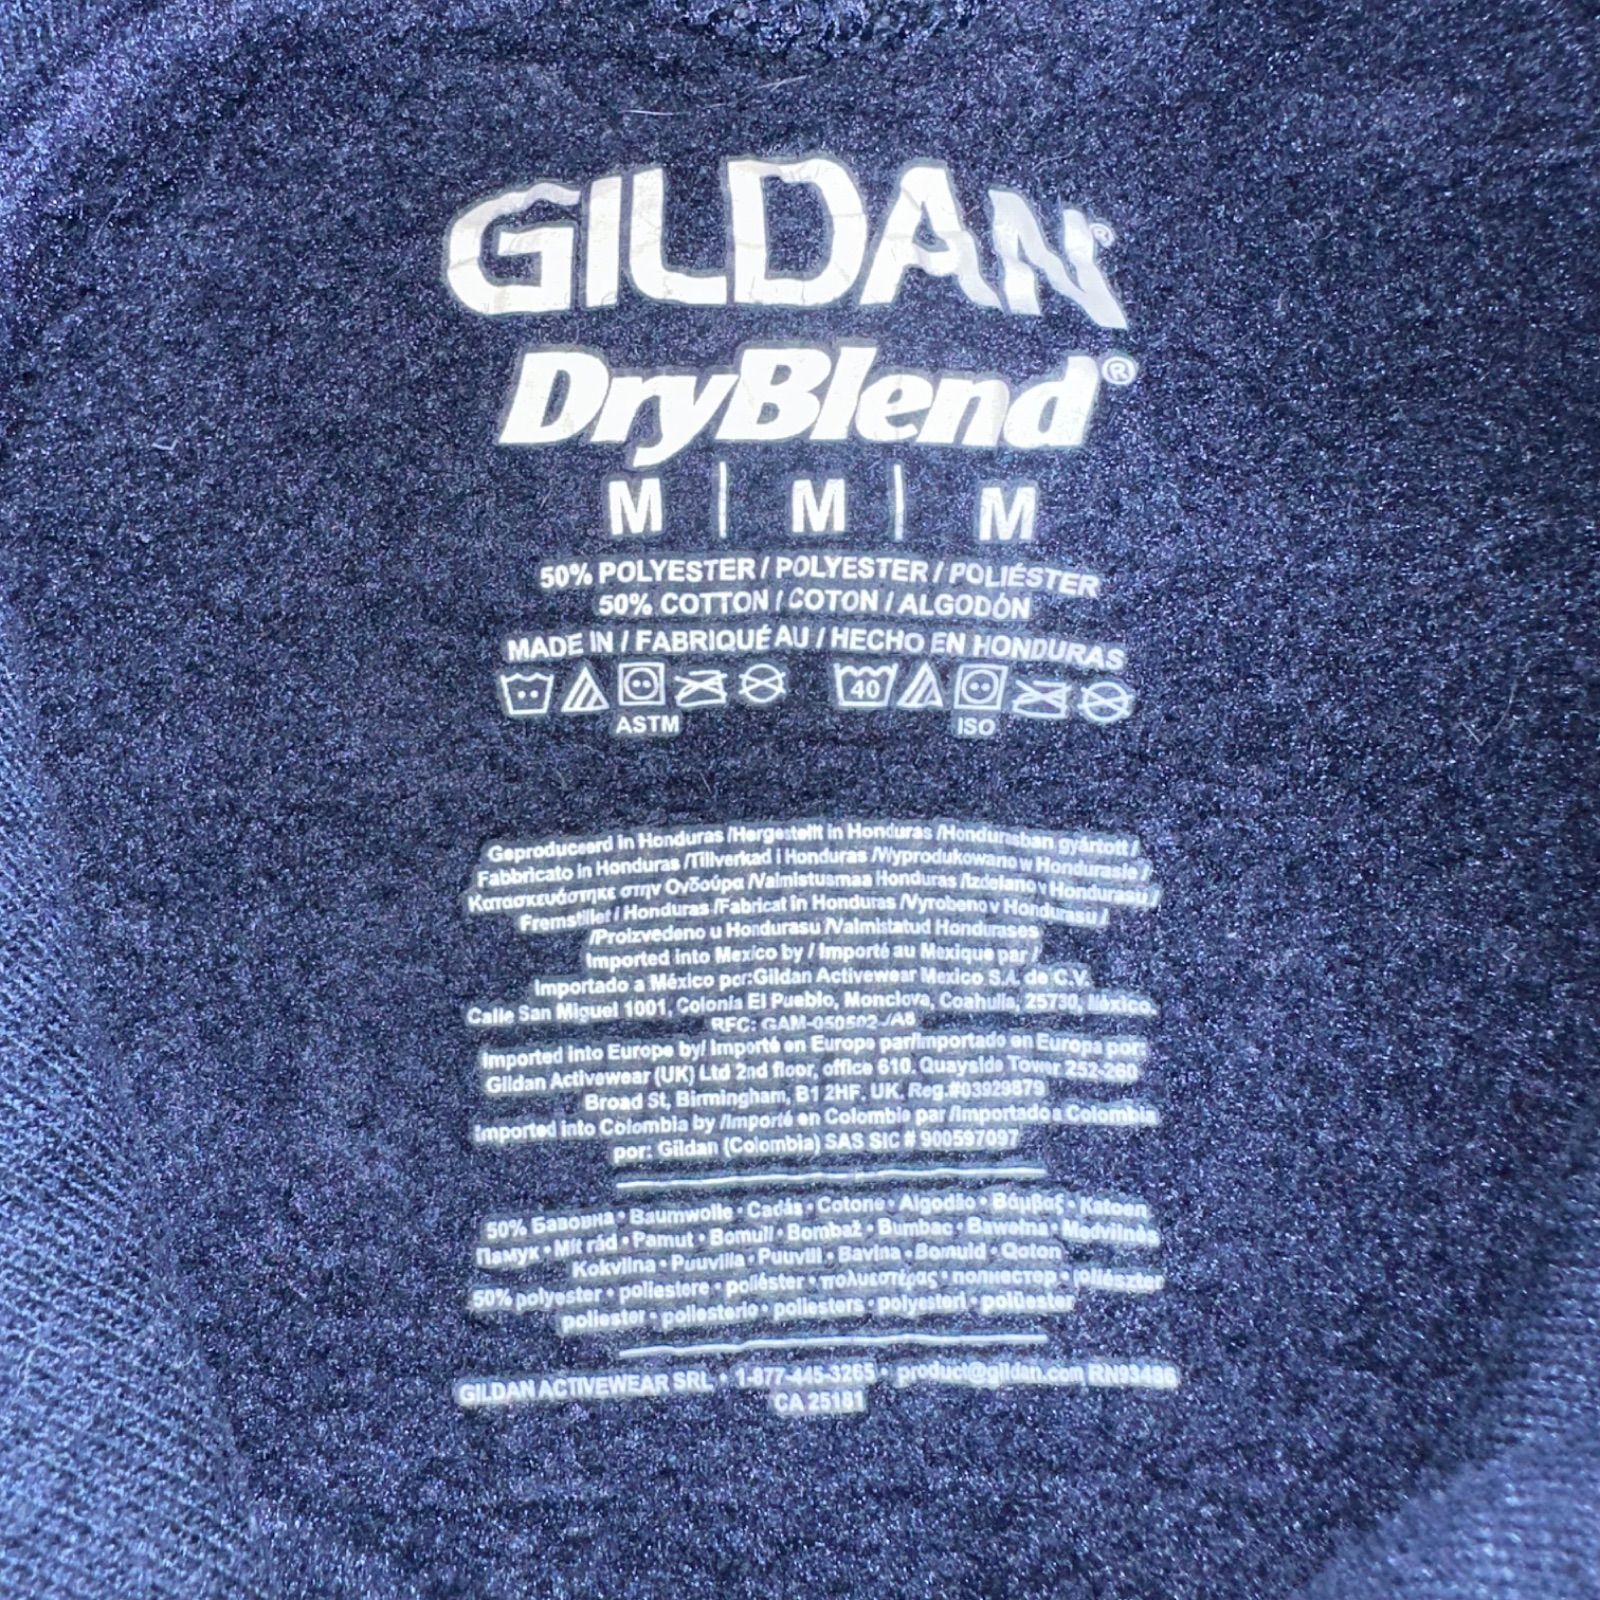 GILDAN®
DryBlend®
M | M | M
50% POLYESTER / POLYESTER / POLIÉSTER
50% COTTON / COTON / ALGODÓN
MADE IN / FABRIQUÉ AU / HECHO EN HONDURAS
40
ASTM ISO
Geproduceerd in Honduras /Hergestellt in Honduras /Hondurasban gyártott /
Fabbricato in Honduras /Tillverkad i Honduras /Wyprodukowano w Hondurasie /
Κατασκευάστηκε στην Ονδούρα /Valmistusmaa Honduras /Izdelano v Hondurasu /
Fremstillet i Honduras /Fabricat în Honduras /Vyrobeno v Hondurasu /
/Proizvedeno u Hondurasu /Valmistatud Hondurases
Imported into Mexico by / Importé au Mexique par /
Importado a México por:Gildan Activewear Mexico S.A. de C.V.
Calle San Miguel 1001, Colonia El Pueblo, Monclova, Coahuila, 25730, México.
RFC:
Imported into Europe by/ Importé en Europe par/Importado en Europa por:
Gildan Activewear (UK) Ltd 2nd floor, office 610. Quayside Tower 252-260
Broad St, Birmingham, B1 2HF. UK. Reg.#03929879
Imported into Colombia by /Importé en Colombie par /Importado a Colombia
por: Gildan (Colombia) SAS SIC # 900597097
50% Бавовна • Baumwolle • Cadás • Cotone • Algodão • Βάμβαξ • Katoen
Памук • Mit rád • Pamut • Bomull • Bombaž • Bumbac • Bawełna • Medvilnės
Kokvilna • Puuvilla • Puuvill • Bavlna • Bomuld • Qoton
50% polyester • poliestere • poliéster • πολυεστέρας • полиестер • poliészter
poliester • poliesterio • poliesters • polyesteri • polüester
GILDAN ACTIVEWEAR SRL • 1-877-445-3265 • product@gildan.com RN93486
CA 25181